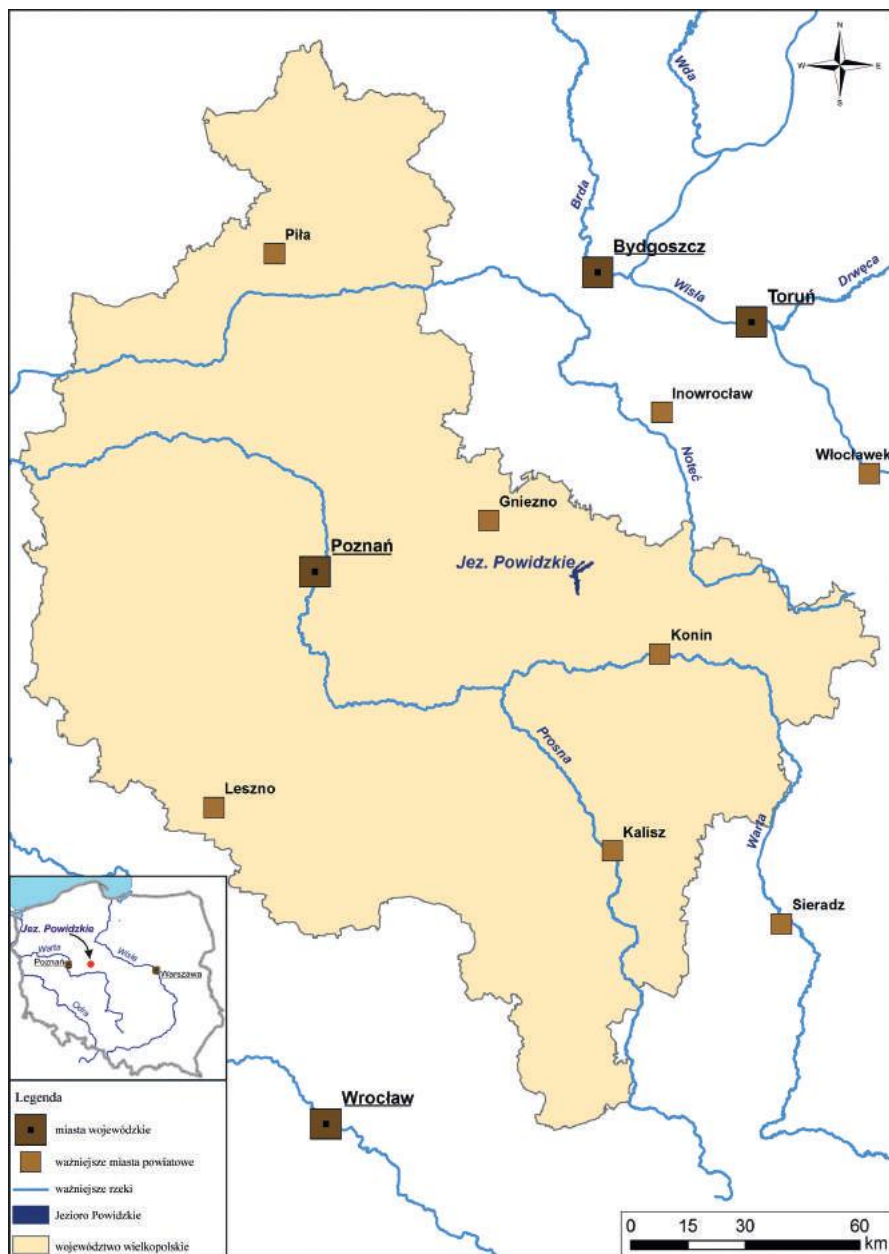 N
W E
S
Wda
Brda
Piła
Bydgoszcz
Drwęca
Wisła
Toruń
Inowrocław
Włocławek
Noteć
Gniezno
Poznań
Jez. Powidzkie
Konin
Prosna
Leszno
Warta
Kalisz
Sieradz
Jez. Powidzkie
Warta
Wisła
Poznań
Warszawa
Odra
Wrocław
Legenda
miasta wojewódzkie
ważniejsze miasta powiatowe
ważniejsze rzeki
Jezioro Powidzkie
województwo wielkopolskie
0 15 30 60
km